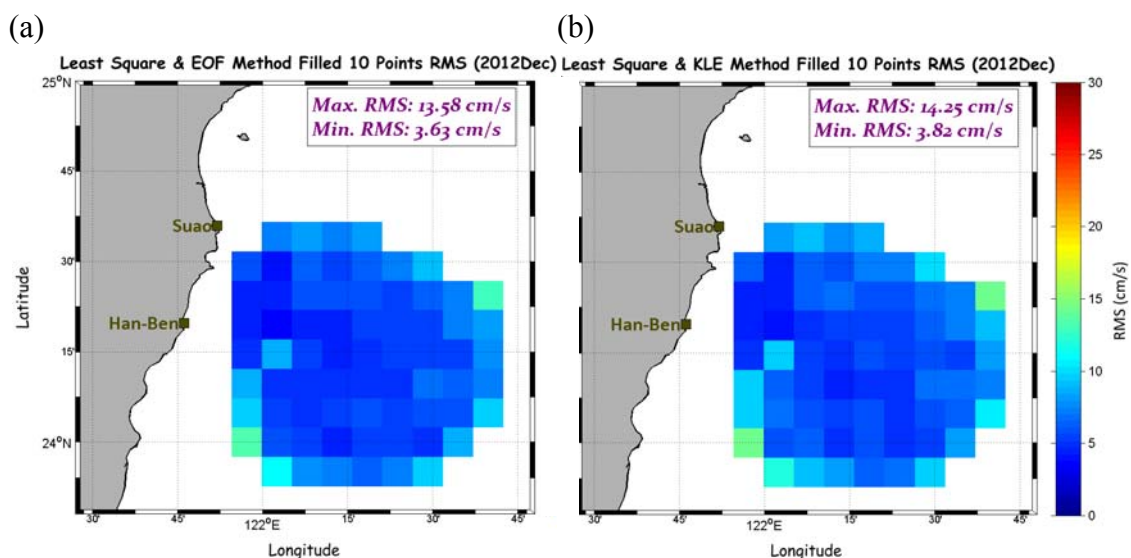 (a)
(b)
Least Square & EOF Method Filled 10 Points RMS (2012Dec)
Least Square & KLE Method Filled 10 Points RMS (2012Dec)
25°N
Max. RMS: 13.58 cm/s
Min. RMS: 3.63 cm/s
45'
Suao
30'
Han-Ben
15'
24°N
Latitude
30'
45'
122°E
15'
30'
45'
Longitude
Max. RMS: 14.25 cm/s
Min. RMS: 3.82 cm/s
Suao
Han-Ben
30'
45'
122°E
15'
30'
45'
Longitude
30
25
20
15
10
5
0
RMS (cm/s)